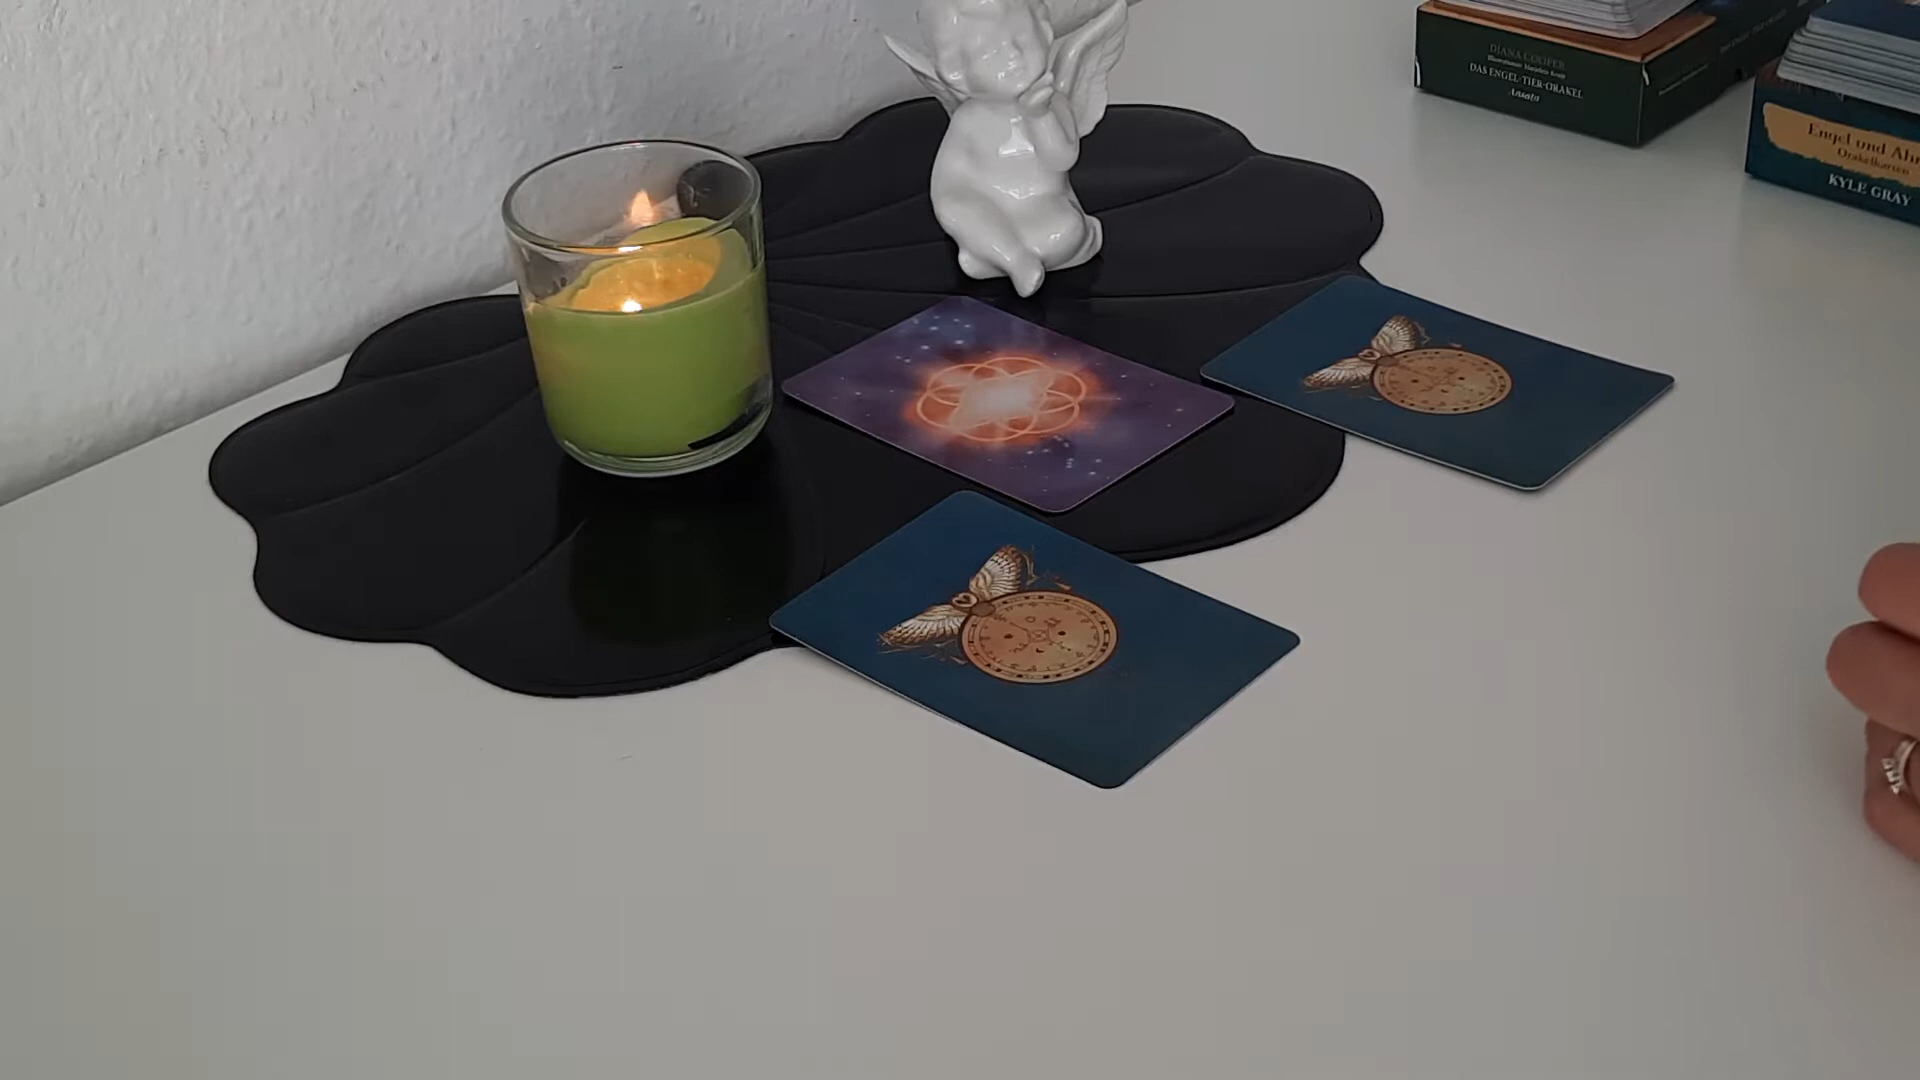 DIANA COOPER
DAS ENGEL-TIER-ORAKEL
Ansata
Engel und Ahn
Orakelkarten
KYLE GRAY